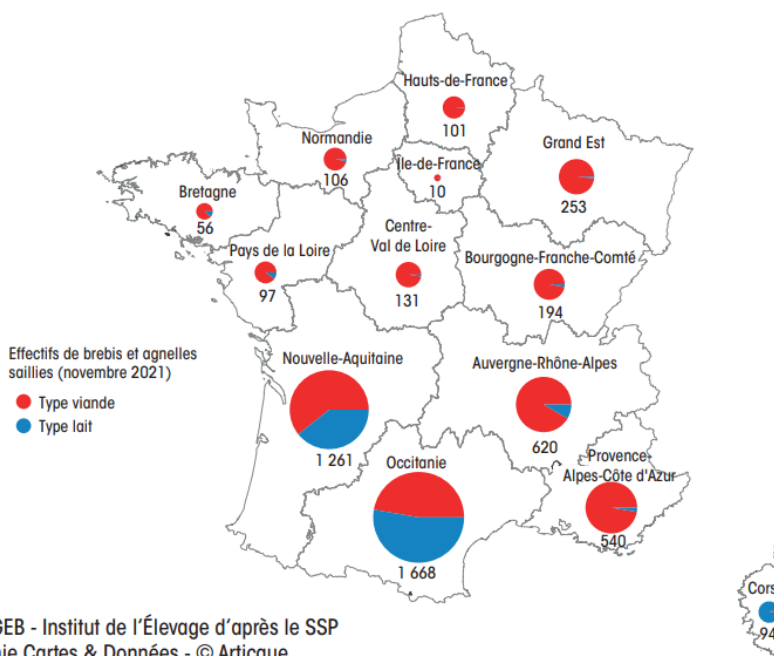 Hauts-de-France
101
Normandie
106
Île-de-France
10
Grand Est
253
Bretagne
56
Pays de la Loire
97
Centre-
Val de Loire
131
Bourgogne-Franche-Comté
194
Effectifs de brebis et agnelles
saillies (novembre 2021)
Type viande
Type lait
Nouvelle-Aquitaine
1 261
Auvergne-Rhône-Alpes
620
Occitanie
1 668
Provence-
Alpes-Côte d'Azur
540
Cors
94
GEB - Institut de l'Élevage d'après le SSP
ie Cartes & Données - © Articque